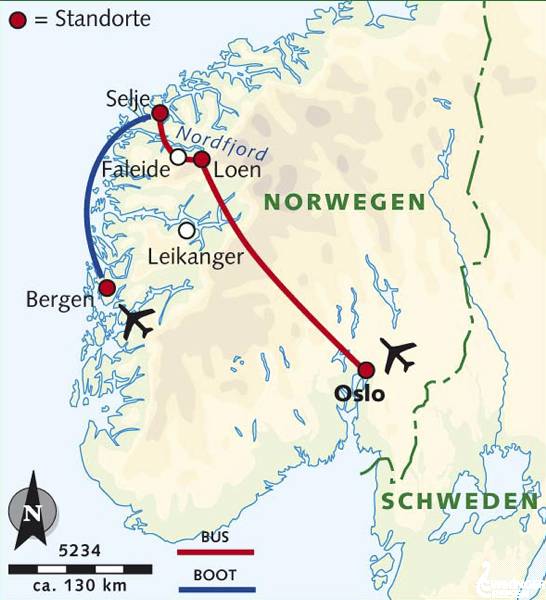 = Standorte
Selje
Nordfjord
Faleide
Loen
NORWEGEN
Leikanger
Bergen
Oslo
SCHWEDEN
N
5234
ca. 130 km
BUS
BOOT